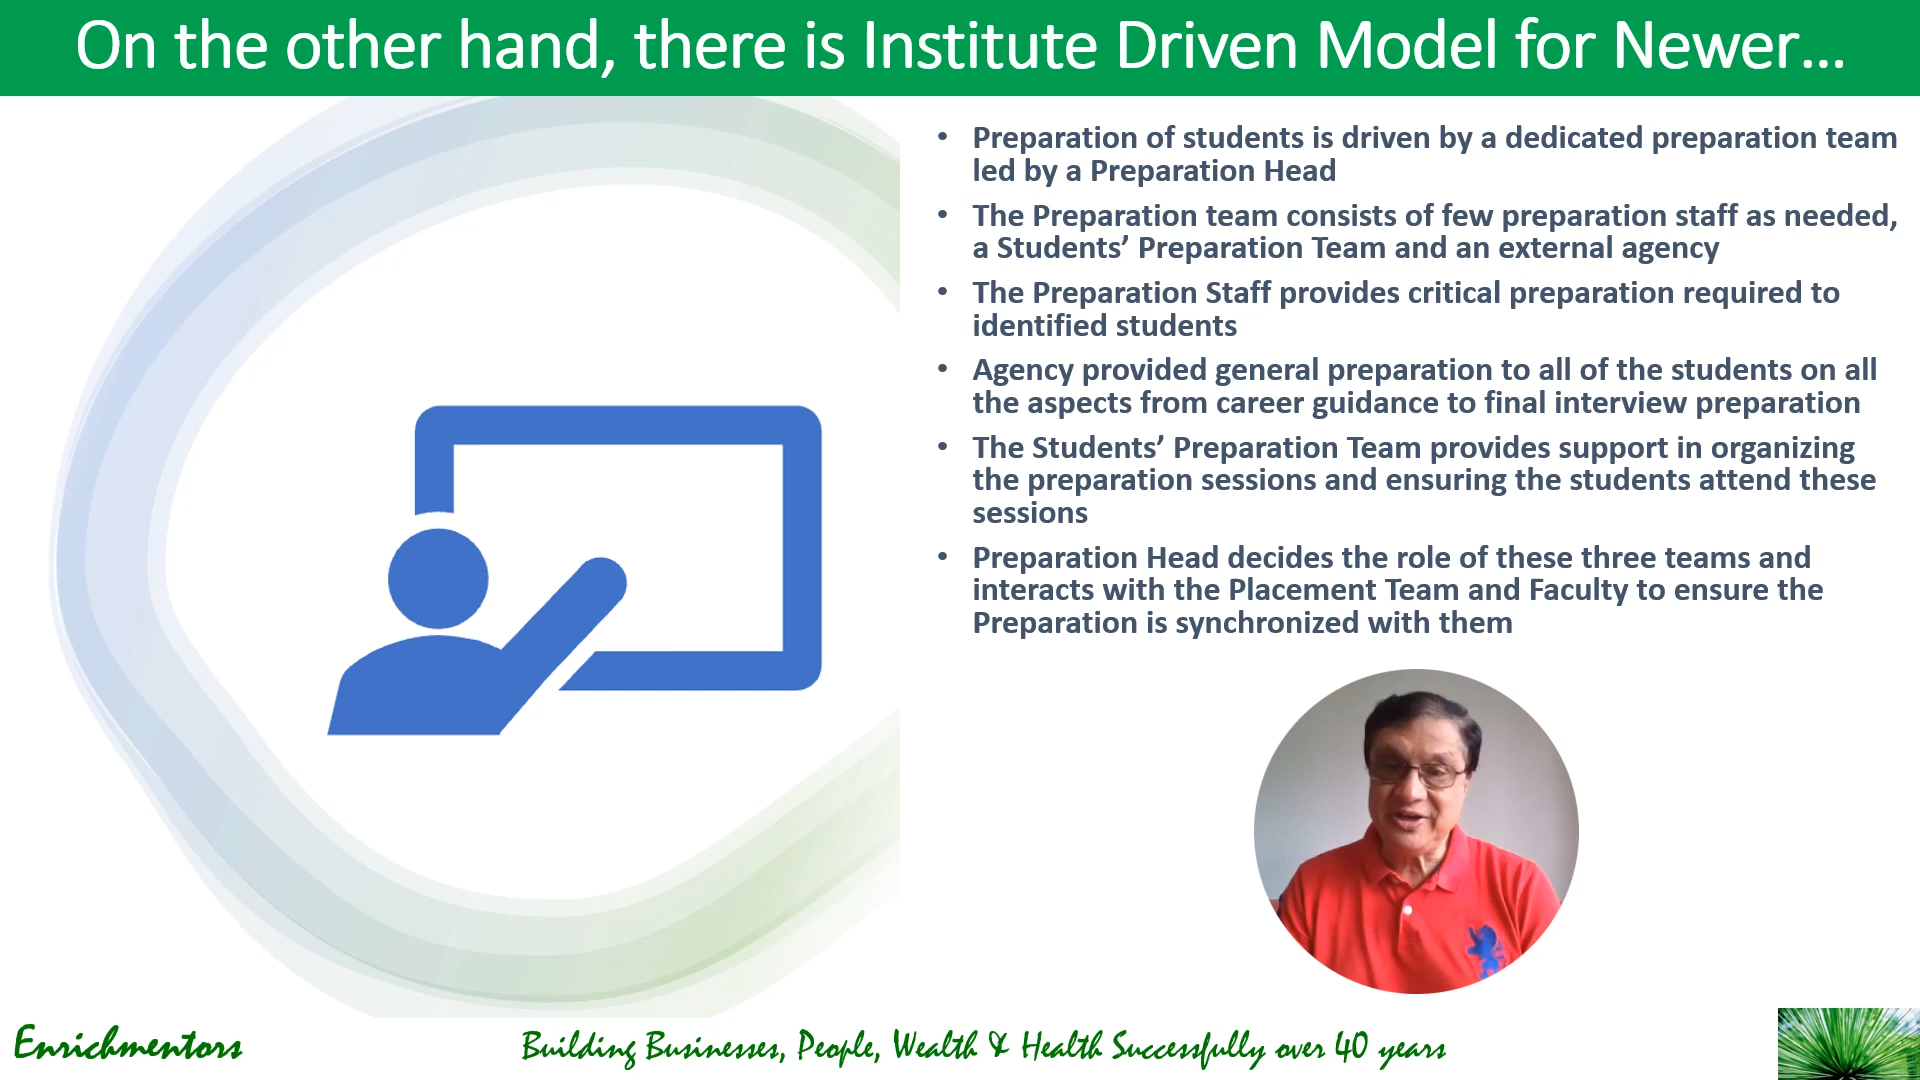 On the other hand, there is Institute Driven Model for Newer...
• Preparation of students is driven by a dedicated preparation team
led by a Preparation Head
• The Preparation team consists of few preparation staff as needed,
a Students’ Preparation Team and an external agency
• The Preparation Staff provides critical preparation required to
identified students
• Agency provided general preparation to all of the students on all
the aspects from career guidance to final interview preparation
• The Students’ Preparation Team provides support in organizing
the preparation sessions and ensuring the students attend these
sessions
• Preparation Head decides the role of these three teams and
interacts with the Placement Team and Faculty to ensure the
Preparation is synchronized with them
Enrichmentors
Building Businesses, People, Wealth & Health Successfully over 40 years